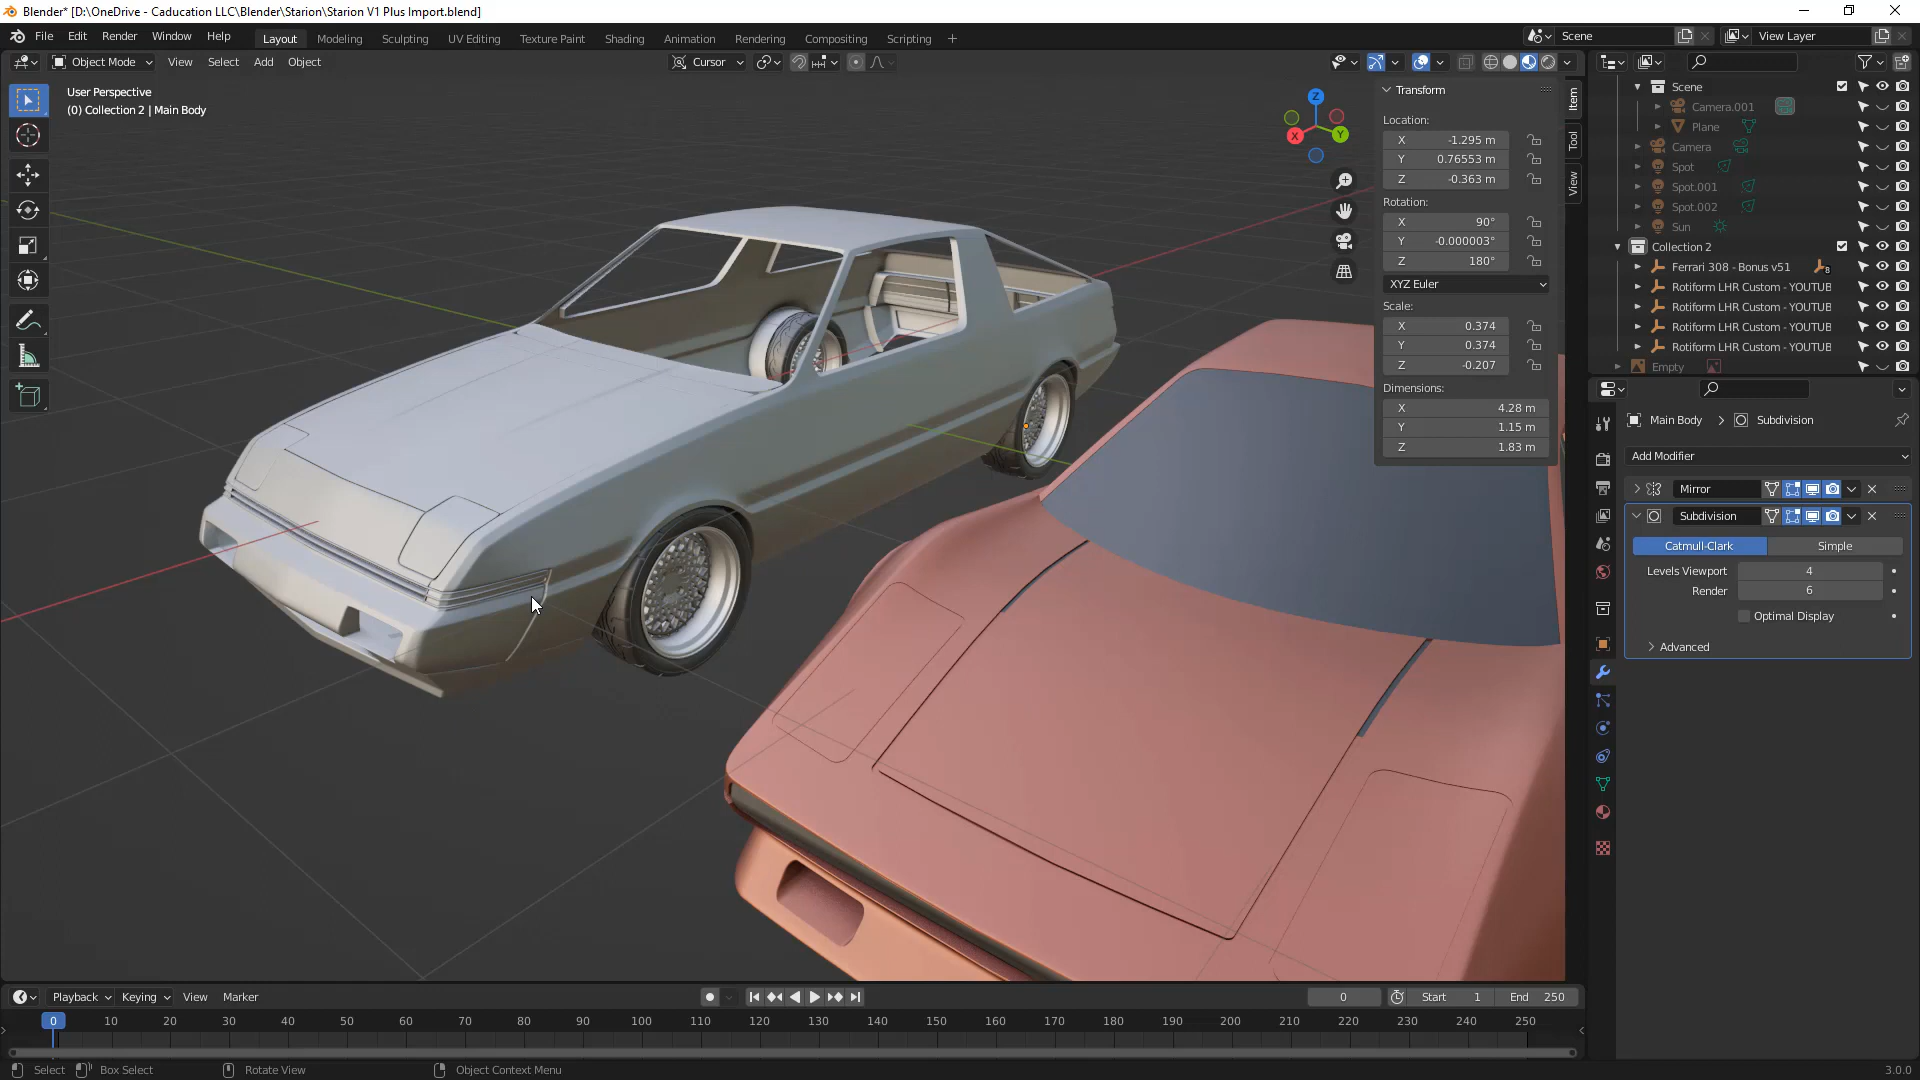 Blender* [D:\OneDrive - Caducation LLC\Blender\Starion\Starion V1 Plus Import.blend]
File Edit Render Window Help Layout Modeling Sculpting UV Editing Texture Paint Shading Animation Rendering Compositing Scripting + Scene View Layer
Object Mode View Select Add Object Cursor
User Perspective
(0) Collection 2 | Main Body
Z
Y
X
Transform
Location:
X -1.295 m
Y 0.76553 m
Z -0.363 m
Rotation:
X 90°
Y -0.000003°
Z 180°
XYZ Euler
Scale:
X 0.374
Y 0.374
Z -0.207
Dimensions:
X 4.28 m
Y 1.15 m
Z 1.83 m
Item
Tool
View
Scene
Camera.001
Plane
Camera
Spot
Spot.001
Spot.002
Sun
Collection 2
Ferrari 308 - Bonus v51 8
Rotiform LHR Custom - YOUTUB
Rotiform LHR Custom - YOUTUB
Rotiform LHR Custom - YOUTUB
Rotiform LHR Custom - YOUTUB
Empty
Main Body > Subdivision
Add Modifier
Mirror
Subdivision
Catmull-Clark Simple
Levels Viewport 4
Render 6
Optimal Display
Advanced
Playback Keying View Marker 0 Start 1 End 250
0 10 20 30 40 50 60 70 80 90 100 110 120 130 140 150 160 170 180 190 200 210 220 230 240 250
Select Box Select Rotate View Object Context Menu 3.0.0